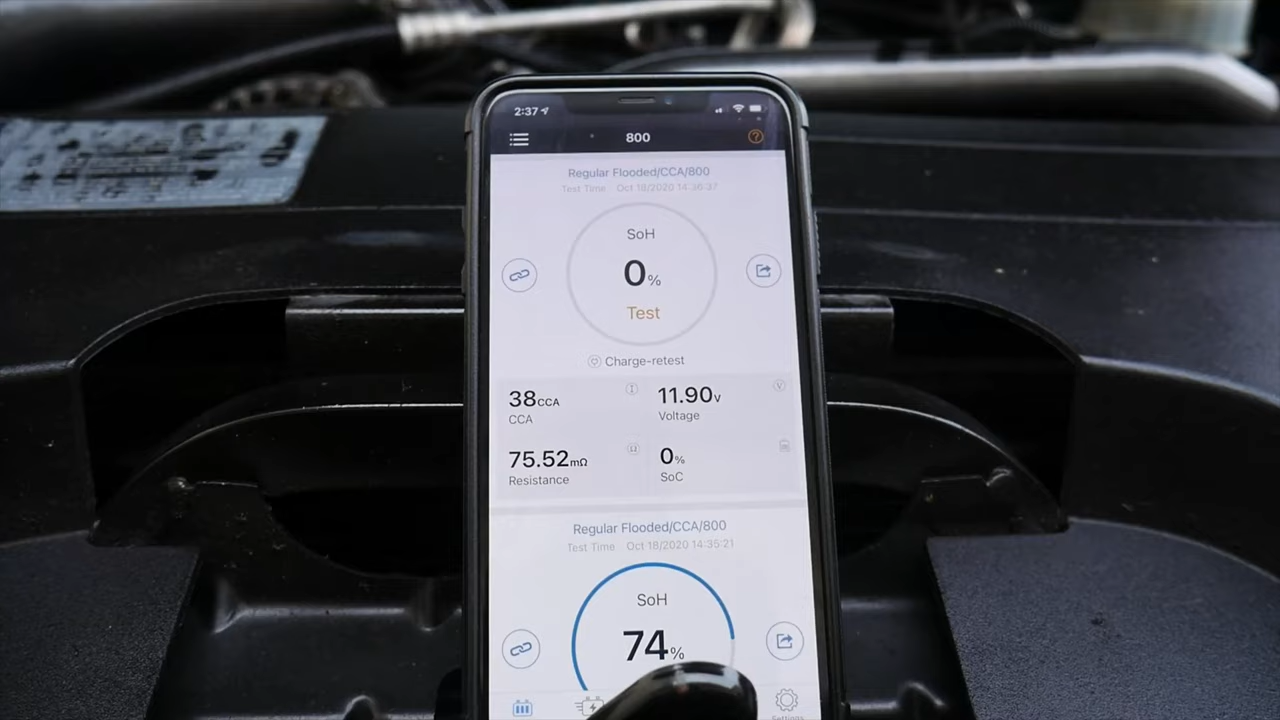 2:37
800
Regular Flooded/CCA/800
Test Time Oct 18/2020 14:36:37
SoH
0%
Test
Charge-retest
38CCA
CCA
11.90V
Voltage
75.52mΩ
Resistance
0%
SoC
Regular Flooded/CCA/800
Test Time Oct 18/2020 14:35:21
SoH
74%
Settings